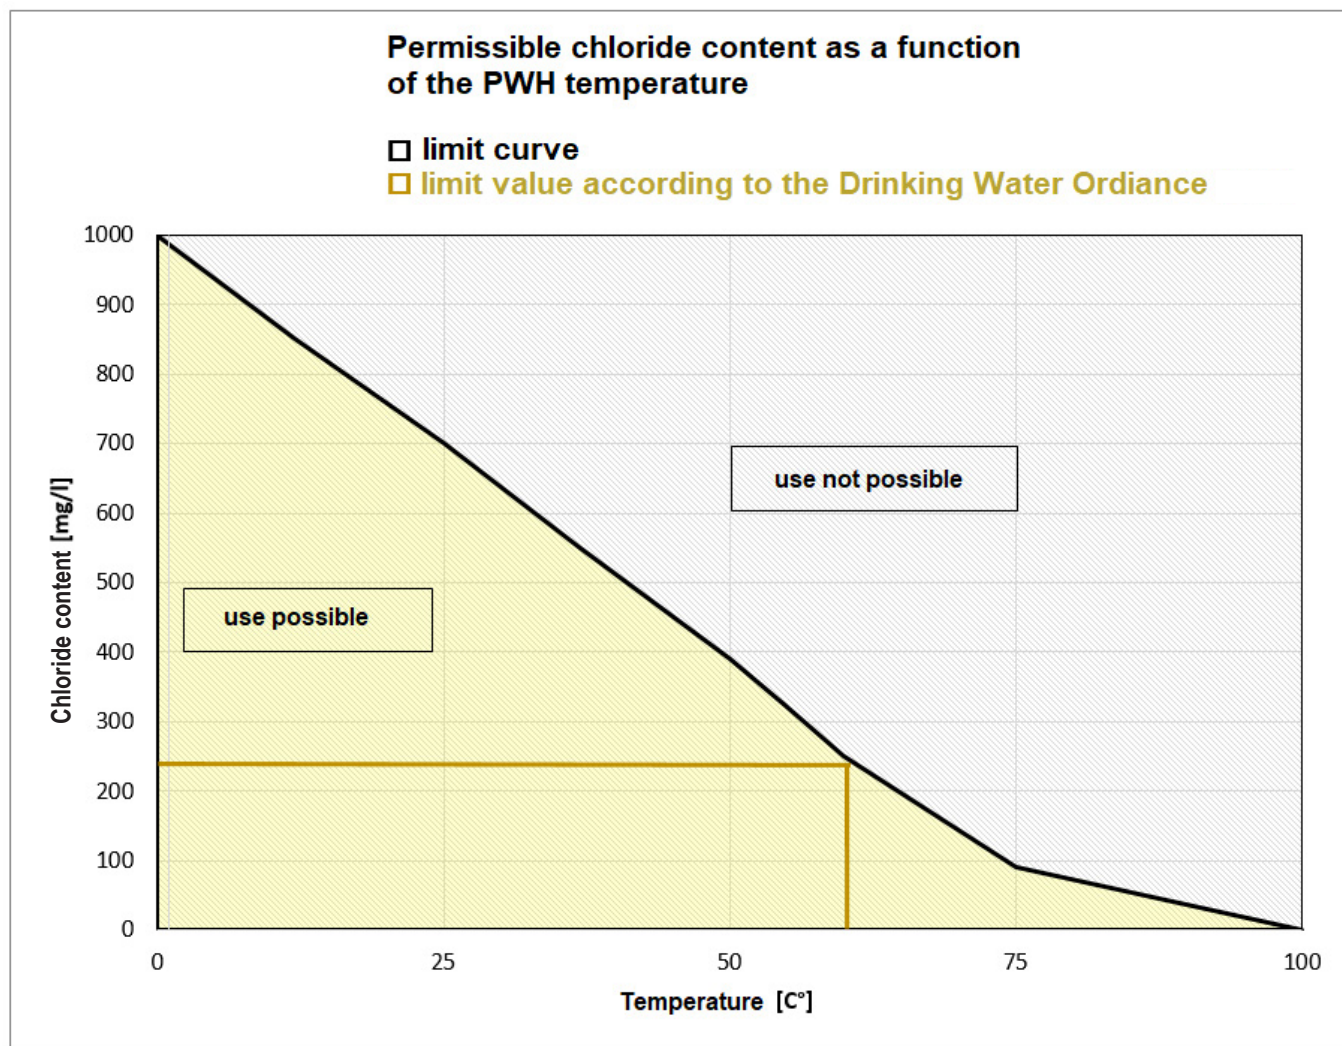 Permissible chloride content as a function
of the PWH temperature
limit curve
limit value according to the Drinking Water Ordiance
1000
900
800
700
600
500
400
300
200
100
0
Chloride content [mg/l]
use not possible
use possible
0 25 50 75 100
Temperature [C°]